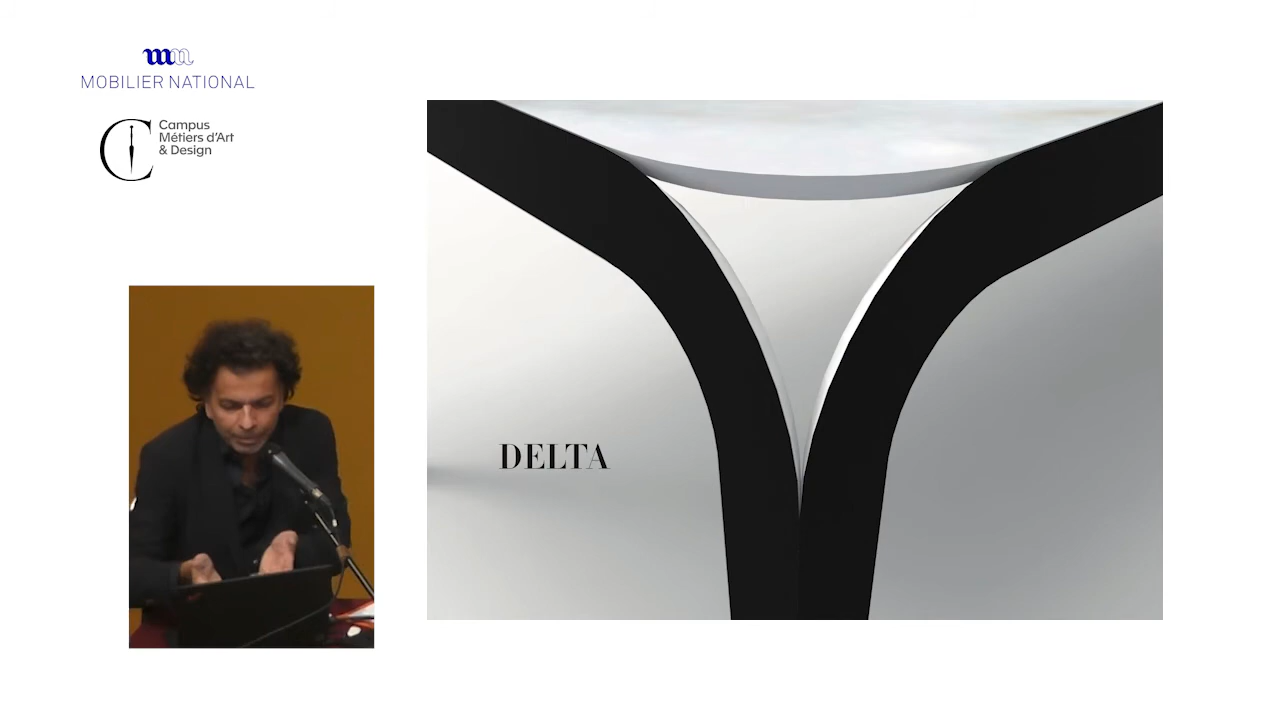 MOBILIER NATIONAL
Campus
Métiers d'Art
& Design
DELTA